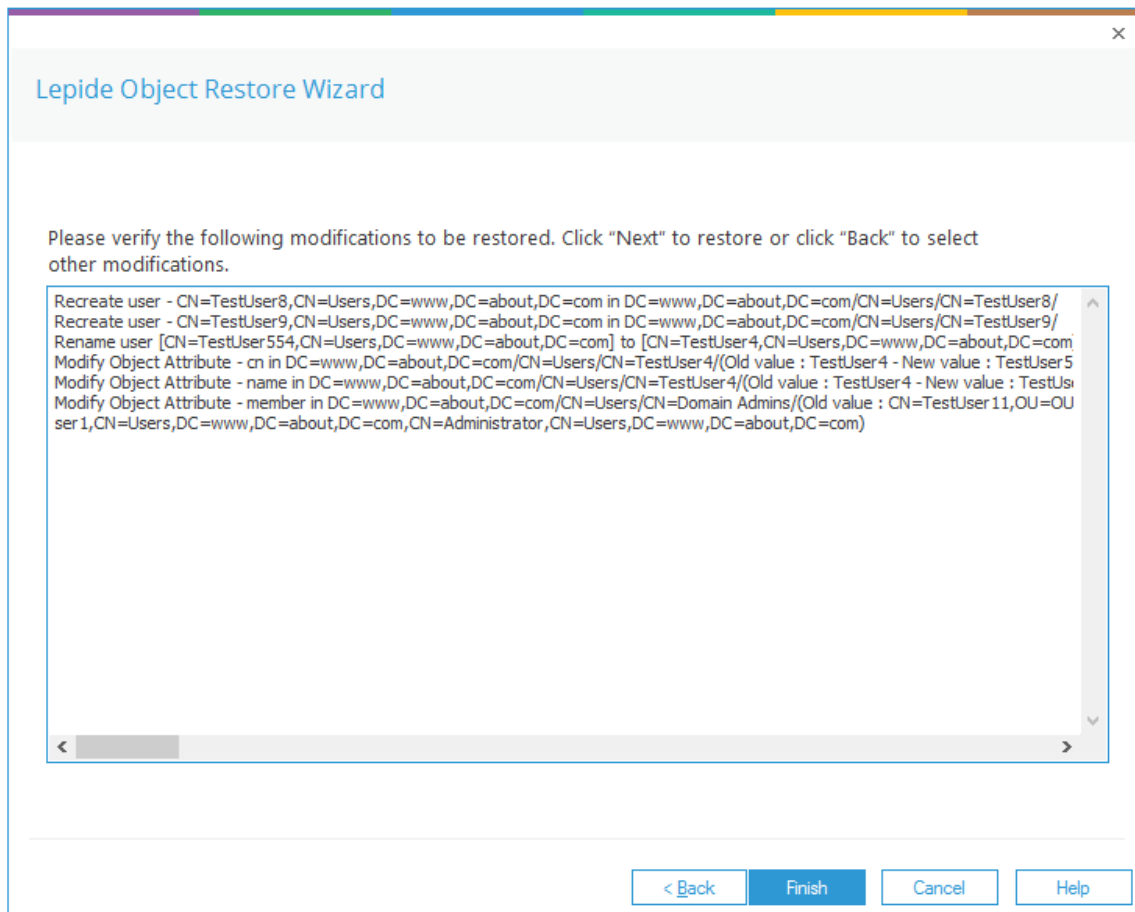 Lepide Object Restore Wizard
Please verify the following modifications to be restored. Click “Next” to restore or click “Back” to select
other modifications.
Recreate user - CN=TestUser8,CN=Users,DC=www,DC=about,DC=com in DC=www,DC=about,DC=com/CN=Users/CN=TestUser8/
Recreate user - CN=TestUser9,CN=Users,DC=www,DC=about,DC=com in DC=www,DC=about,DC=com/CN=Users/CN=TestUser9/
Rename user [CN=TestUser554,CN=Users,DC=www,DC=about,DC=com] to [CN=TestUser4,CN=Users,DC=www,DC=about,DC=com
Modify Object Attribute - cn in DC=www,DC=about,DC=com/CN=Users/CN=TestUser4/(Old value : TestUser4 - New value : TestUser5
Modify Object Attribute - name in DC=www,DC=about,DC=com/CN=Users/CN=TestUser4/(Old value : TestUser4 - New value : TestUse
Modify Object Attribute - member in DC=www,DC=about,DC=com/CN=Users/CN=Domain Admins/(Old value : CN=TestUser11,OU=OU
ser1,CN=Users,DC=www,DC=about,DC=com,CN=Administrator,CN=Users,DC=www,DC=about,DC=com)
< Back
Finish
Cancel
Help